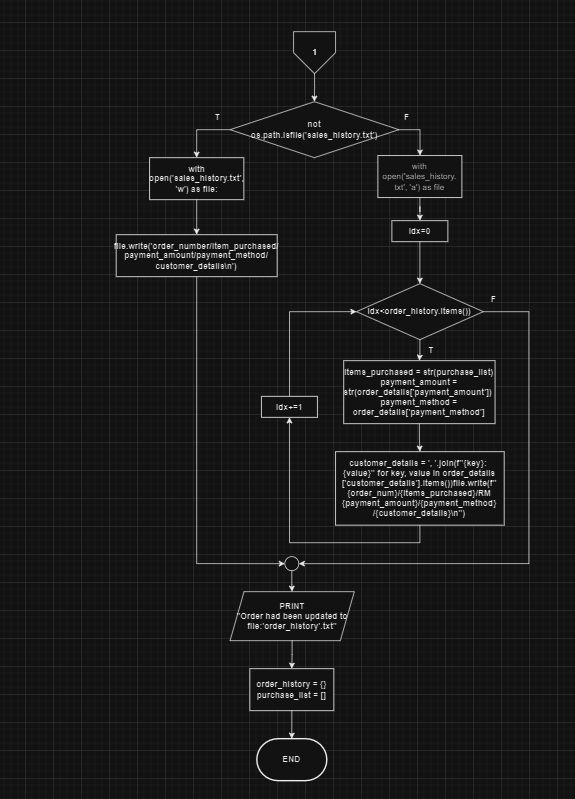 1
not
os.path.isfile('sales_history.txt')
T
F
with
open('sales_history.txt',
'w') as file:
with
open('sales_history.
txt', 'a') as file
file.write('order_number/item_purchased/
payment_amount/payment_method/
customer_details\n')
idx=0
idx<order_history.items())
F
T
items_purchased = str(purchase_list)
payment_amount =
str(order_details['payment_amount'])
payment_method =
order_details['payment_method']
idx+=1
customer_details = ', '.join(f"{key}:
{value}" for key, value in order_details
['customer_details'].items())file.write(f"
{order_num}/{items_purchased}/RM
{payment_amount}/{payment_method}
/{customer_details}\n")
PRINT
"Order had been updated to
file:'order_history'.txt"
order_history = {}
purchase_list = []
END